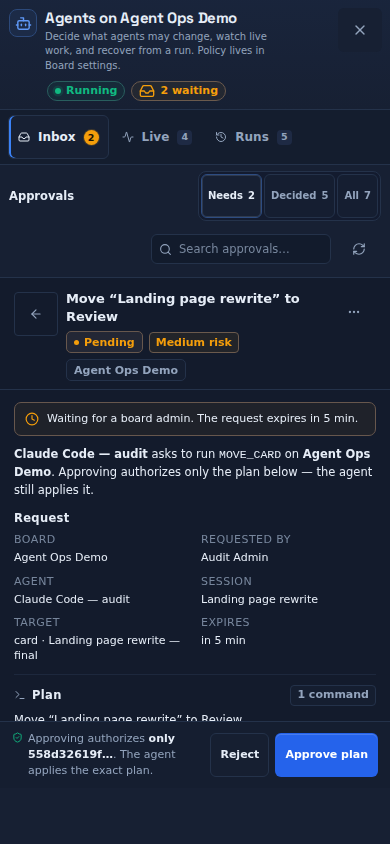 Agents on Agent Ops Demo
Decide what agents may change, watch live
work, and recover from a run. Policy lives in
Board settings.
Running
2 waiting
Inbox 2
Live 4
Runs 5
Approvals
Needs 2
Decided 5
All 7
Search approvals…
Move “Landing page rewrite” to
Review
Pending
Medium risk
Agent Ops Demo
Waiting for a board admin. The request expires in 5 min.
Claude Code — audit asks to run MOVE_CARD on Agent Ops
Demo. Approving authorizes only the plan below — the agent
still applies it.
Request
BOARD
Agent Ops Demo
REQUESTED BY
Audit Admin
AGENT
Claude Code — audit
SESSION
Landing page rewrite
TARGET
card · Landing page rewrite —
final
EXPIRES
in 5 min
Plan
1 command
Move “Landing page rewrite” to Review
Approving authorizes only
558d32619f… . The agent
applies the exact plan.
Reject
Approve plan